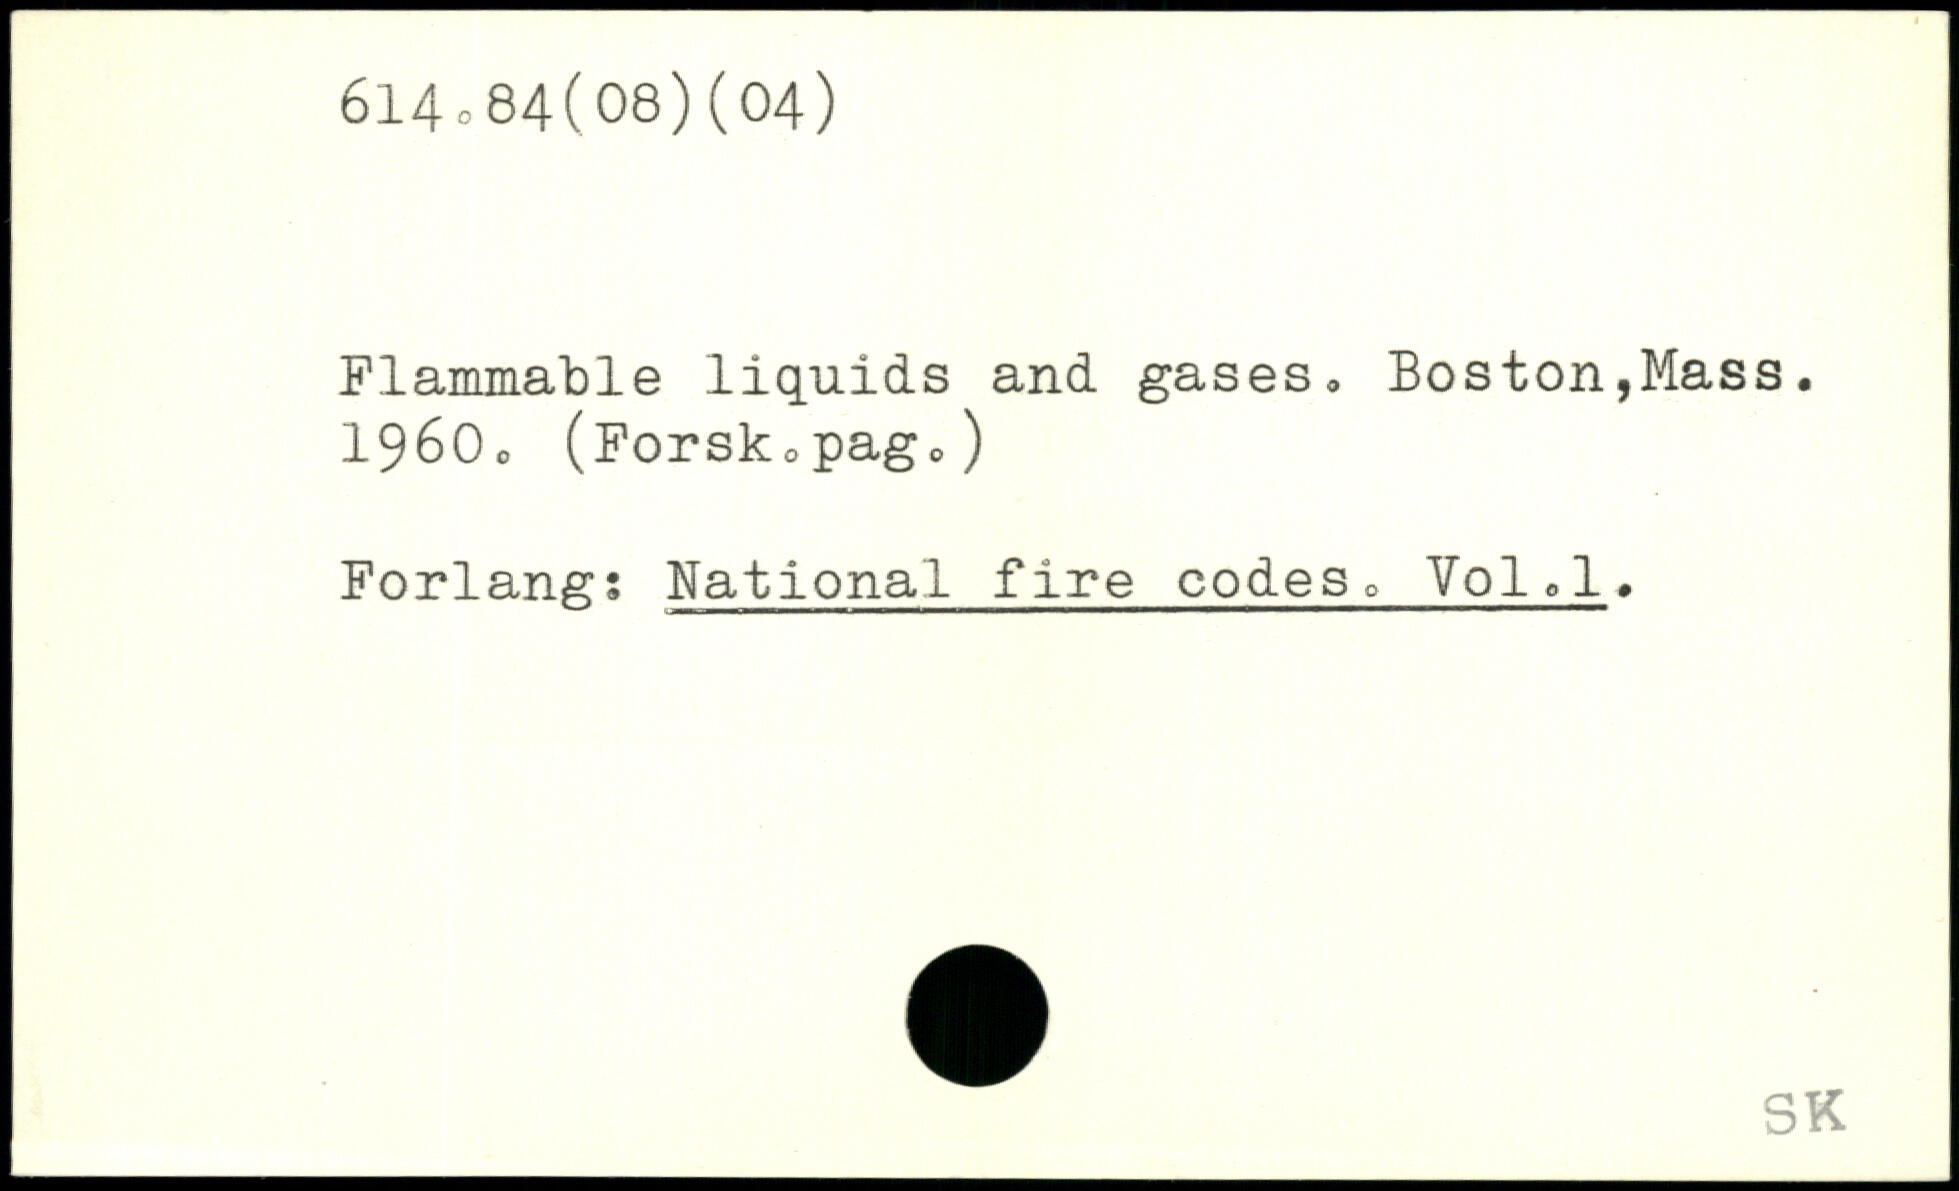 614.84(08)(04)
Flammable liquids and gases. Boston,Mass.
1960. (Forsk.pag.)
Forlang: National fire codes. Vol.1.
SK